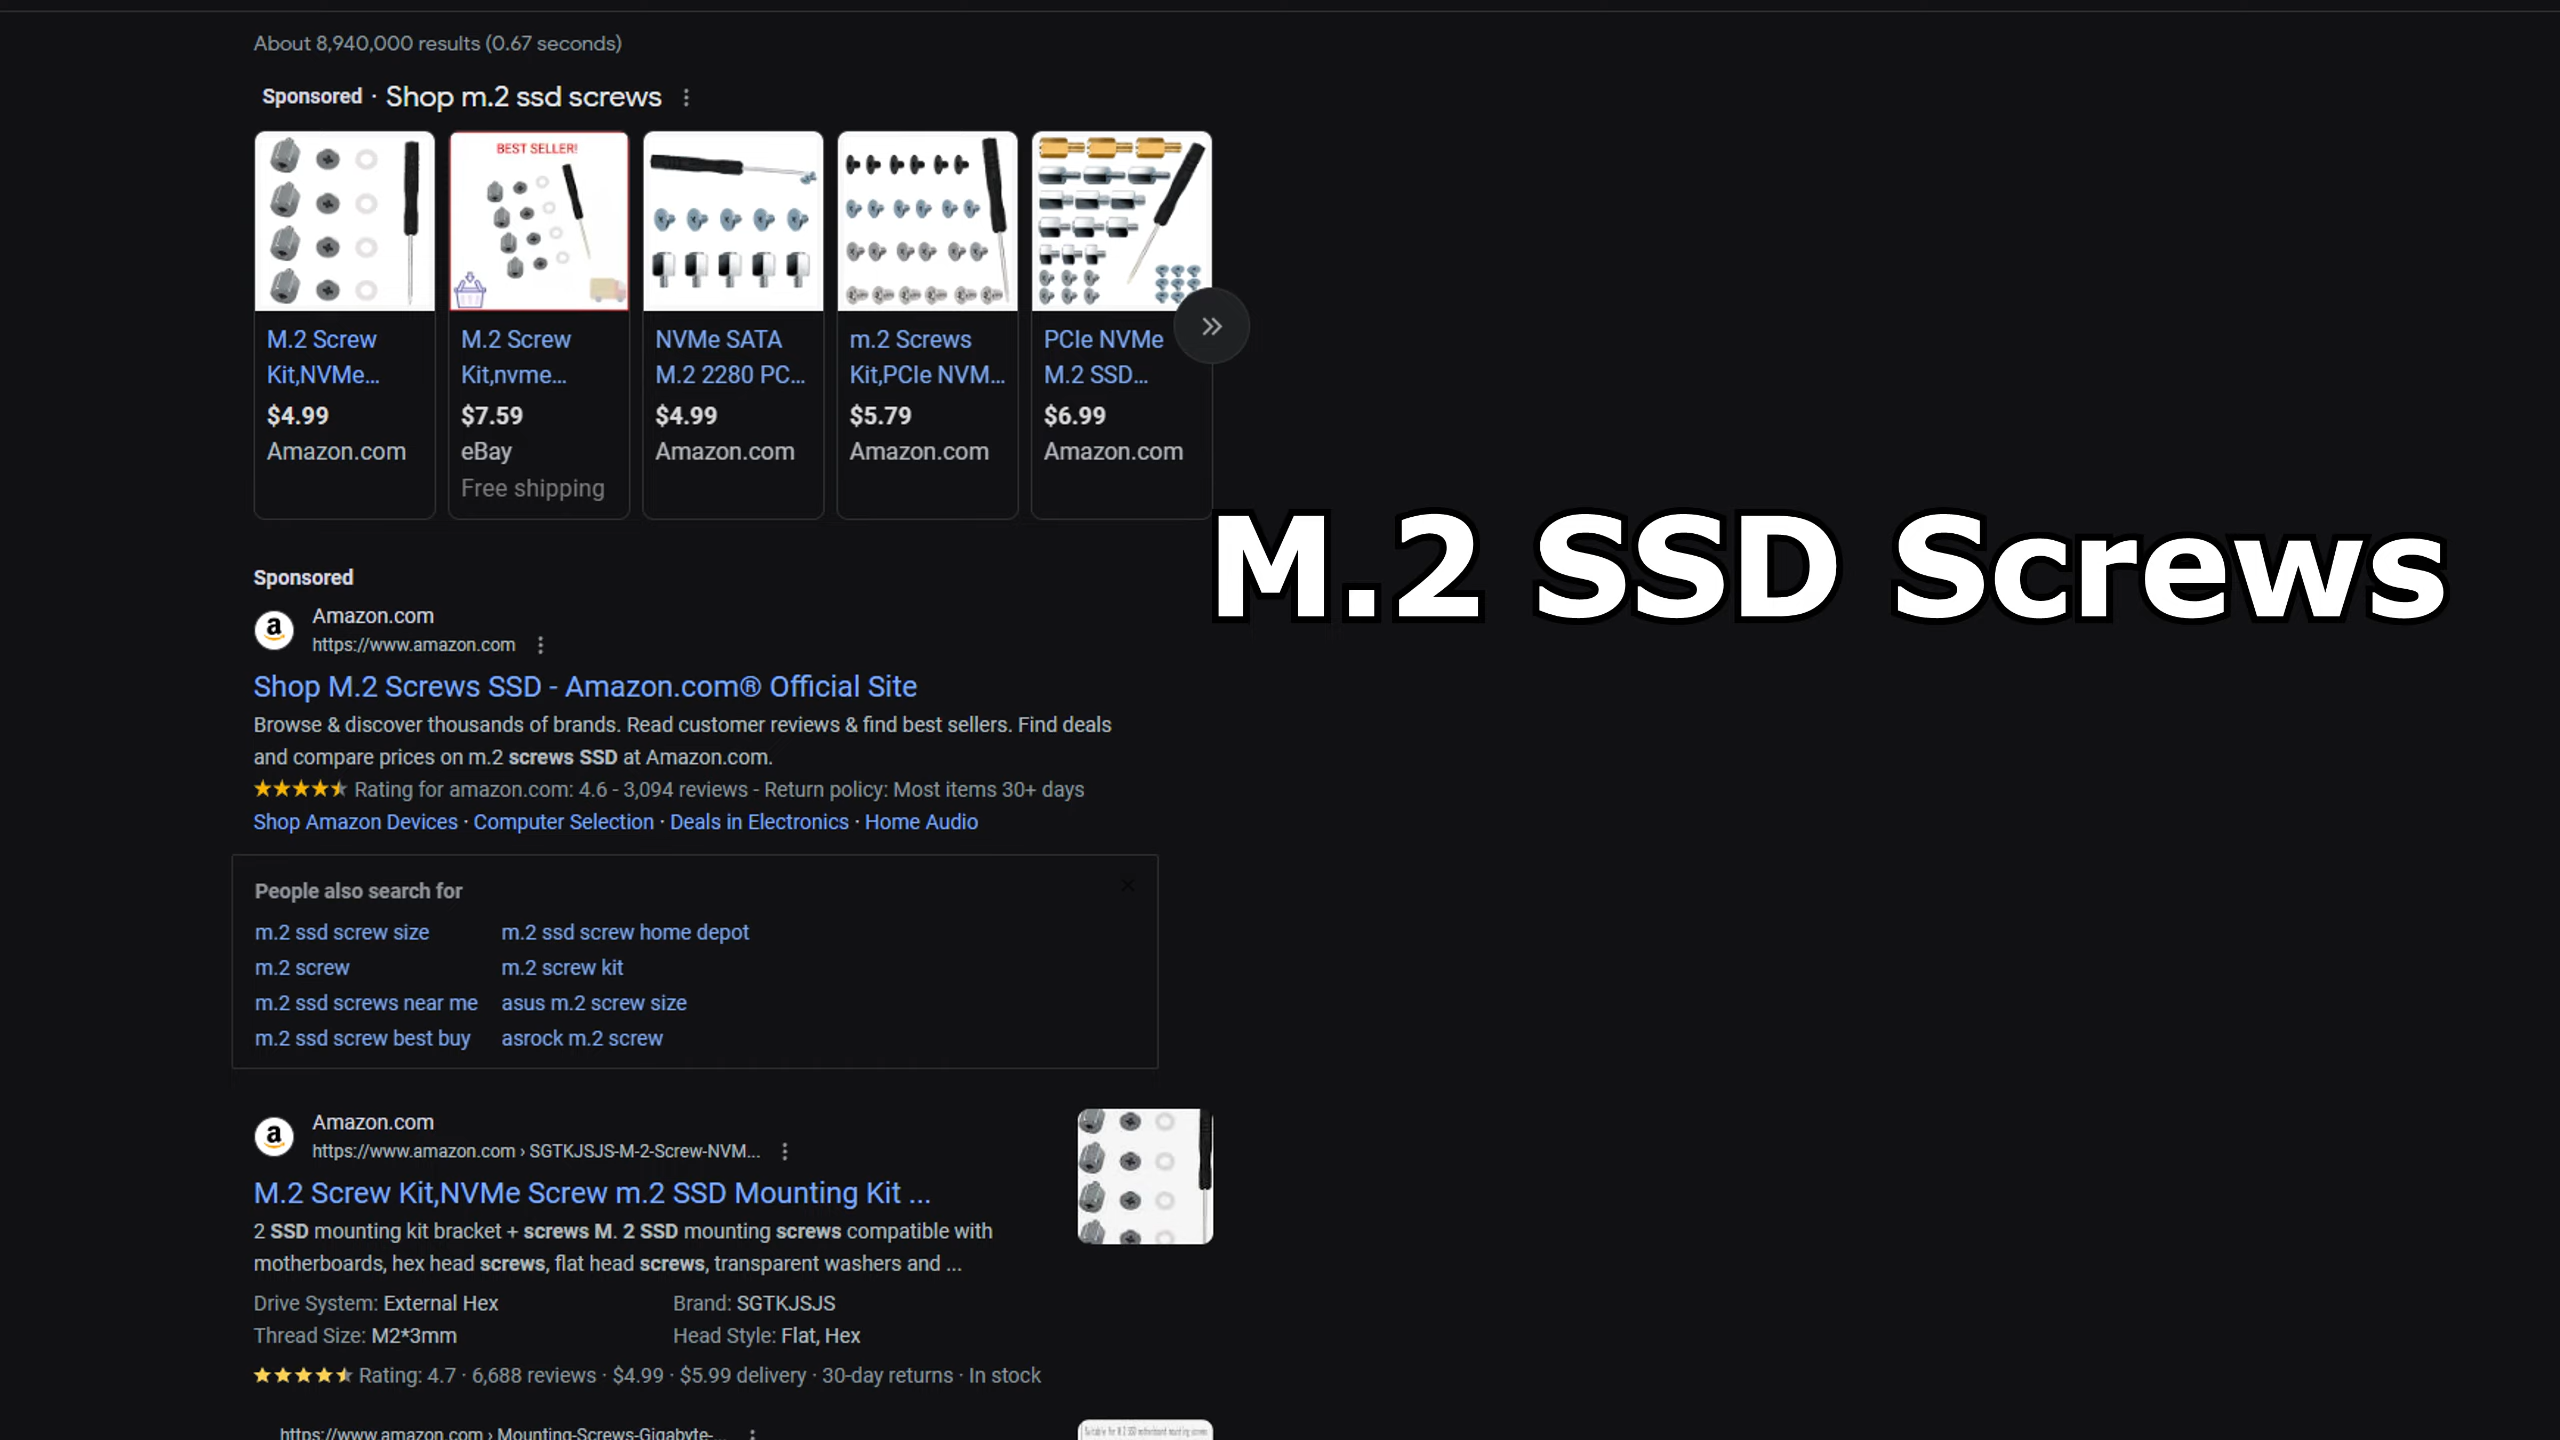 About 8,940,000 results (0.67 seconds)
Sponsored · Shop m.2 ssd screws
BEST SELLER!
M.2 Screw
Kit,NVMe...
$4.99
Amazon.com
M.2 Screw
Kit,nvme...
$7.59
eBay
Free shipping
NVMe SATA
M.2 2280 PC...
$4.99
Amazon.com
m.2 Screws
Kit,PCIe NVM...
$5.79
Amazon.com
PCIe NVMe
M.2 SSD...
$6.99
Amazon.com
M.2 SSD Screws
Sponsored
Amazon.com
https://www.amazon.com
Shop M.2 Screws SSD - Amazon.com® Official Site
Browse & discover thousands of brands. Read customer reviews & find best sellers. Find deals
and compare prices on m.2 screws SSD at Amazon.com.
Rating for amazon.com: 4.6 - 3,094 reviews - Return policy: Most items 30+ days
Shop Amazon Devices · Computer Selection · Deals in Electronics · Home Audio
People also search for
m.2 ssd screw size
m.2 ssd screw home depot
m.2 screw
m.2 screw kit
m.2 ssd screws near me
asus m.2 screw size
m.2 ssd screw best buy
asrock m.2 screw
Amazon.com
https://www.amazon.com › SGTKJSJS-M-2-Screw-NVM...
M.2 Screw Kit,NVMe Screw m.2 SSD Mounting Kit ...
2 SSD mounting kit bracket + screws M. 2 SSD mounting screws compatible with
motherboards, hex head screws, flat head screws, transparent washers and ...
Drive System: External Hex
Brand: SGTKJSJS
Thread Size: M2*3mm
Head Style: Flat, Hex
Rating: 4.7 · 6,688 reviews · $4.99 · $5.99 delivery · 30-day returns · In stock
https://www.amazon.com › Mounting-Screws-Gigabyte-...
Suitable for M.2 SSD motherboard mounting screws